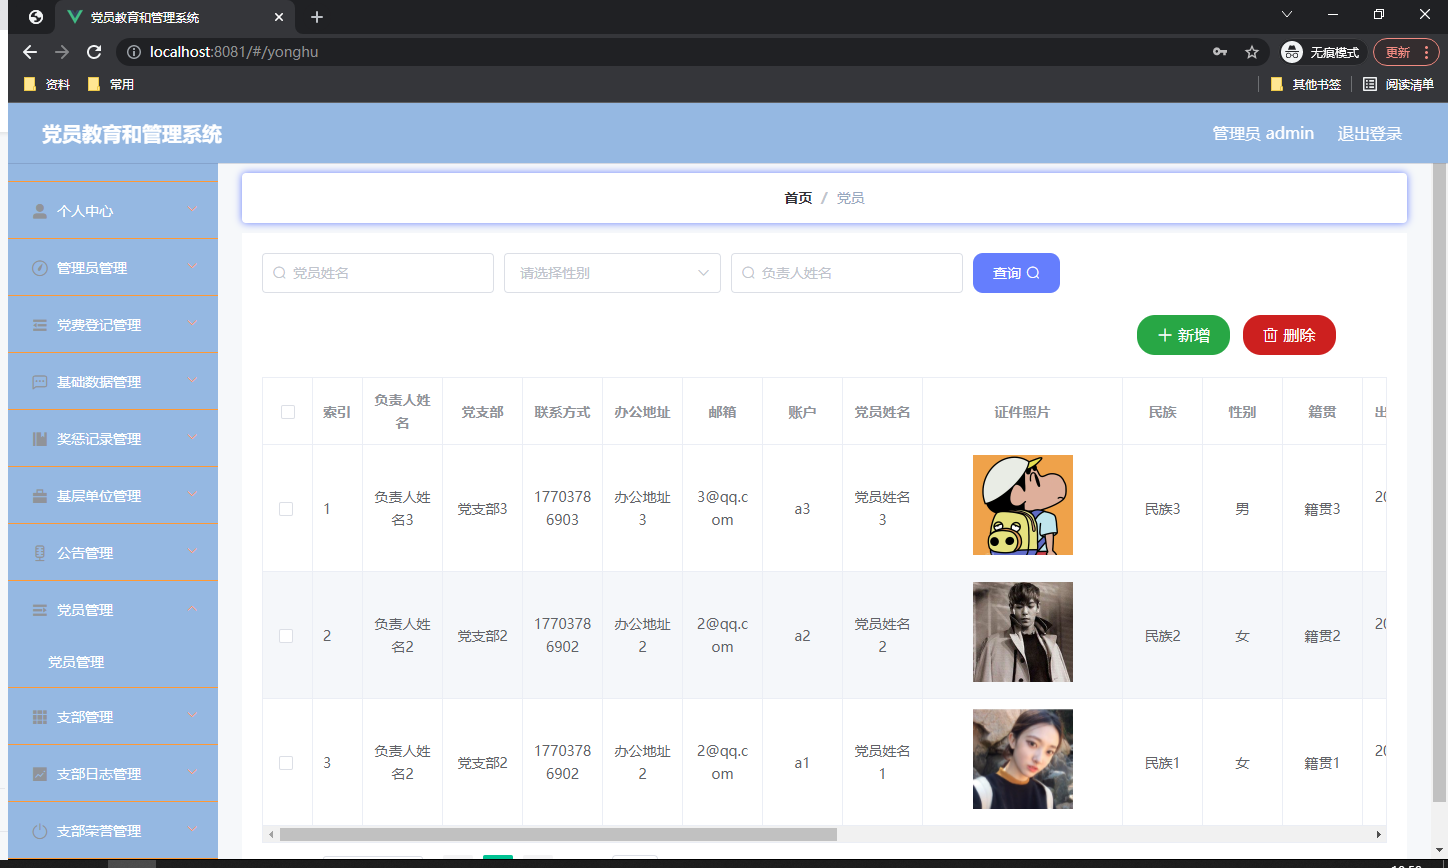 党员教育和管理系统
localhost:8081/#/yonghu
无痕模式
更新
资料
常用
其他书签
阅读清单
党员教育和管理系统
管理员 admin
退出登录
个人中心
管理员管理
党费登记管理
基础数据管理
奖惩记录管理
基层单位管理
公告管理
党员管理
党员管理
支部管理
支部日志管理
支部荣誉管理
首页 / 党员
党员姓名
请选择性别
负责人姓名
查询
新增
删除
索引 负责人姓名 党支部 联系方式 办公地址 邮箱 账户 党员姓名 证件照片 民族 性别 籍贯 出
1 负责人姓名3 党支部3 17703786903 办公地址3 3@qq.com a3 党员姓名3 民族3 男 籍贯3 20
2 负责人姓名2 党支部2 17703786902 办公地址2 2@qq.com a2 党员姓名2 民族2 女 籍贯2 20
3 负责人姓名2 党支部2 17703786902 办公地址2 2@qq.com a1 党员姓名1 民族1 女 籍贯1 20